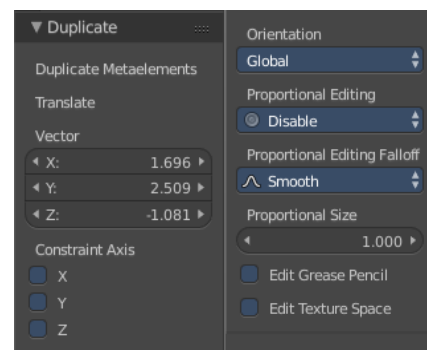 Duplicate
Duplicate Metaelements
Translate
Vector
X: 1.696
Y: 2.509
Z: -1.081
Constraint Axis
X
Y
Z
Orientation
Global
Proportional Editing
Disable
Proportional Editing Falloff
Smooth
Proportional Size
1.000
Edit Grease Pencil
Edit Texture Space